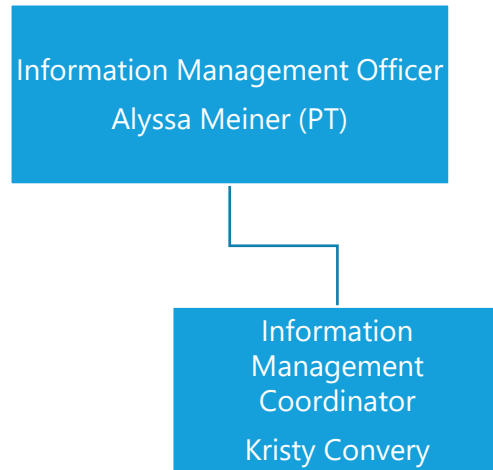 Information Management Officer
Alyssa Meiner (PT)
Information
Management
Coordinator
Kristy Convery